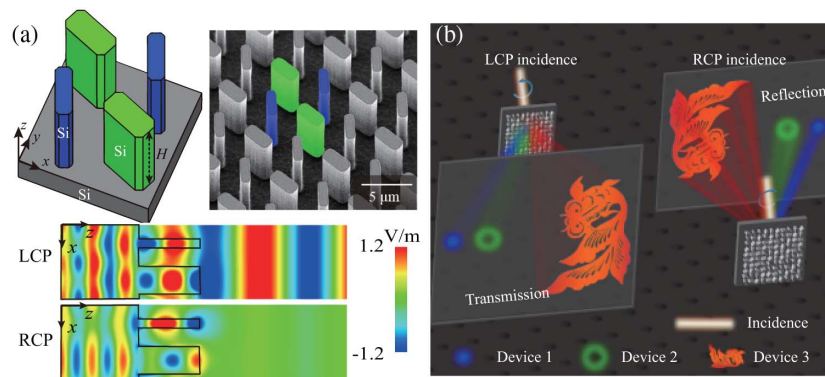 (a)
Si
Si
H
z
y
x
Si
5 μm
V/m
LCP
z
x
1.2
RCP
z
x
-1.2
(b)
LCP incidence
RCP incidence
Reflection
Transmission
Incidence
Device 1
Device 2
Device 3